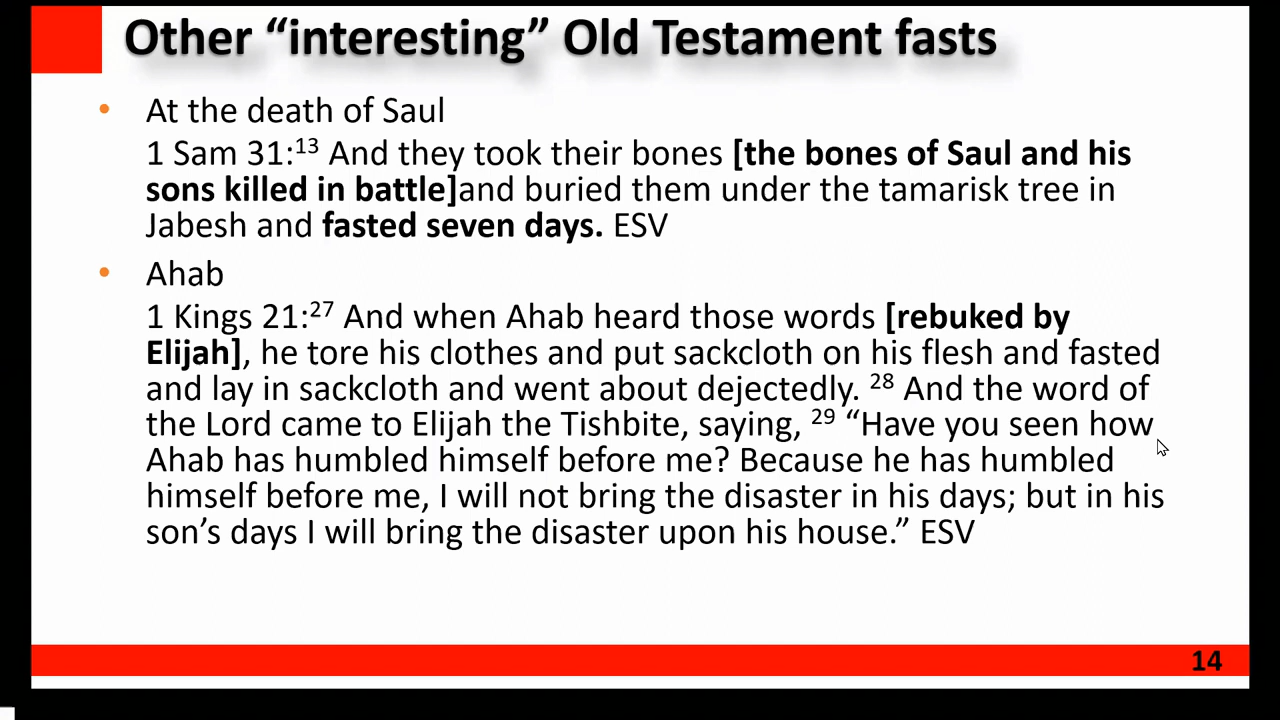 Other “interesting” Old Testament fasts
• At the death of Saul
1 Sam 31:¹³ And they took their bones [the bones of Saul and his
sons killed in battle]and buried them under the tamarisk tree in
Jabesh and fasted seven days. ESV
• Ahab
1 Kings 21:²⁷ And when Ahab heard those words [rebuked by
Elijah], he tore his clothes and put sackcloth on his flesh and fasted
and lay in sackcloth and went about dejectedly. ²⁸ And the word of
the Lord came to Elijah the Tishbite, saying, ²⁹ “Have you seen how
Ahab has humbled himself before me? Because he has humbled
himself before me, I will not bring the disaster in his days; but in his
son’s days I will bring the disaster upon his house.” ESV
14